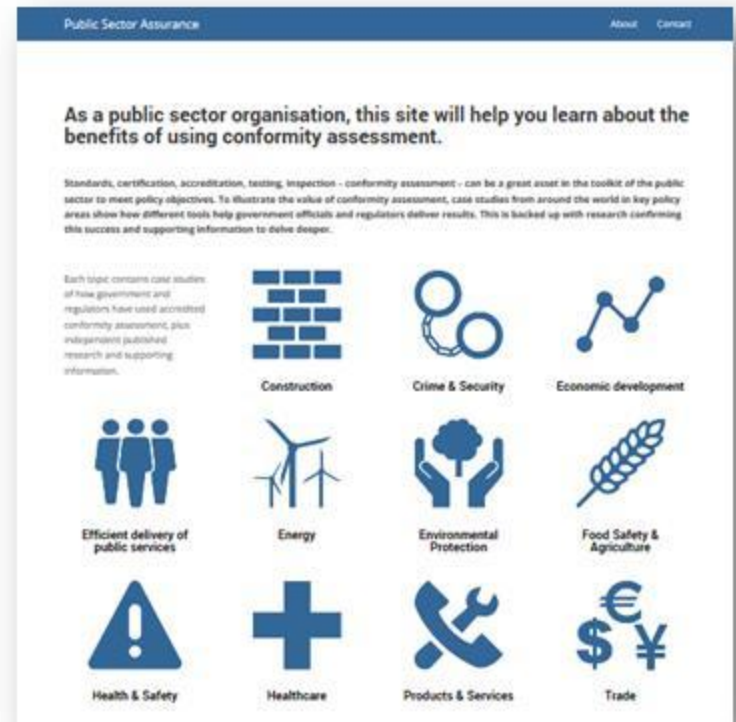 Public Sector Assurance
About Contact
As a public sector organisation, this site will help you learn about the
benefits of using conformity assessment.
Standards, certification, accreditation, testing, inspection - conformity assessment - can be a great asset in the toolkit of the public
sector to meet policy objectives. To illustrate the value of conformity assessment, case studies from around the world in key policy
areas show how different tools help government officials and regulators deliver results. This is backed up with research confirming
this success and supporting information to delve deeper.
Each topic contains case studies
of how government and
regulators have used accredited
conformity assessment, plus
independent published
research and supporting
information.
Construction
Crime & Security
Economic development
Efficient delivery of
public services
Energy
Environmental
Protection
Food Safety &
Agriculture
Health & Safety
Healthcare
Products & Services
Trade